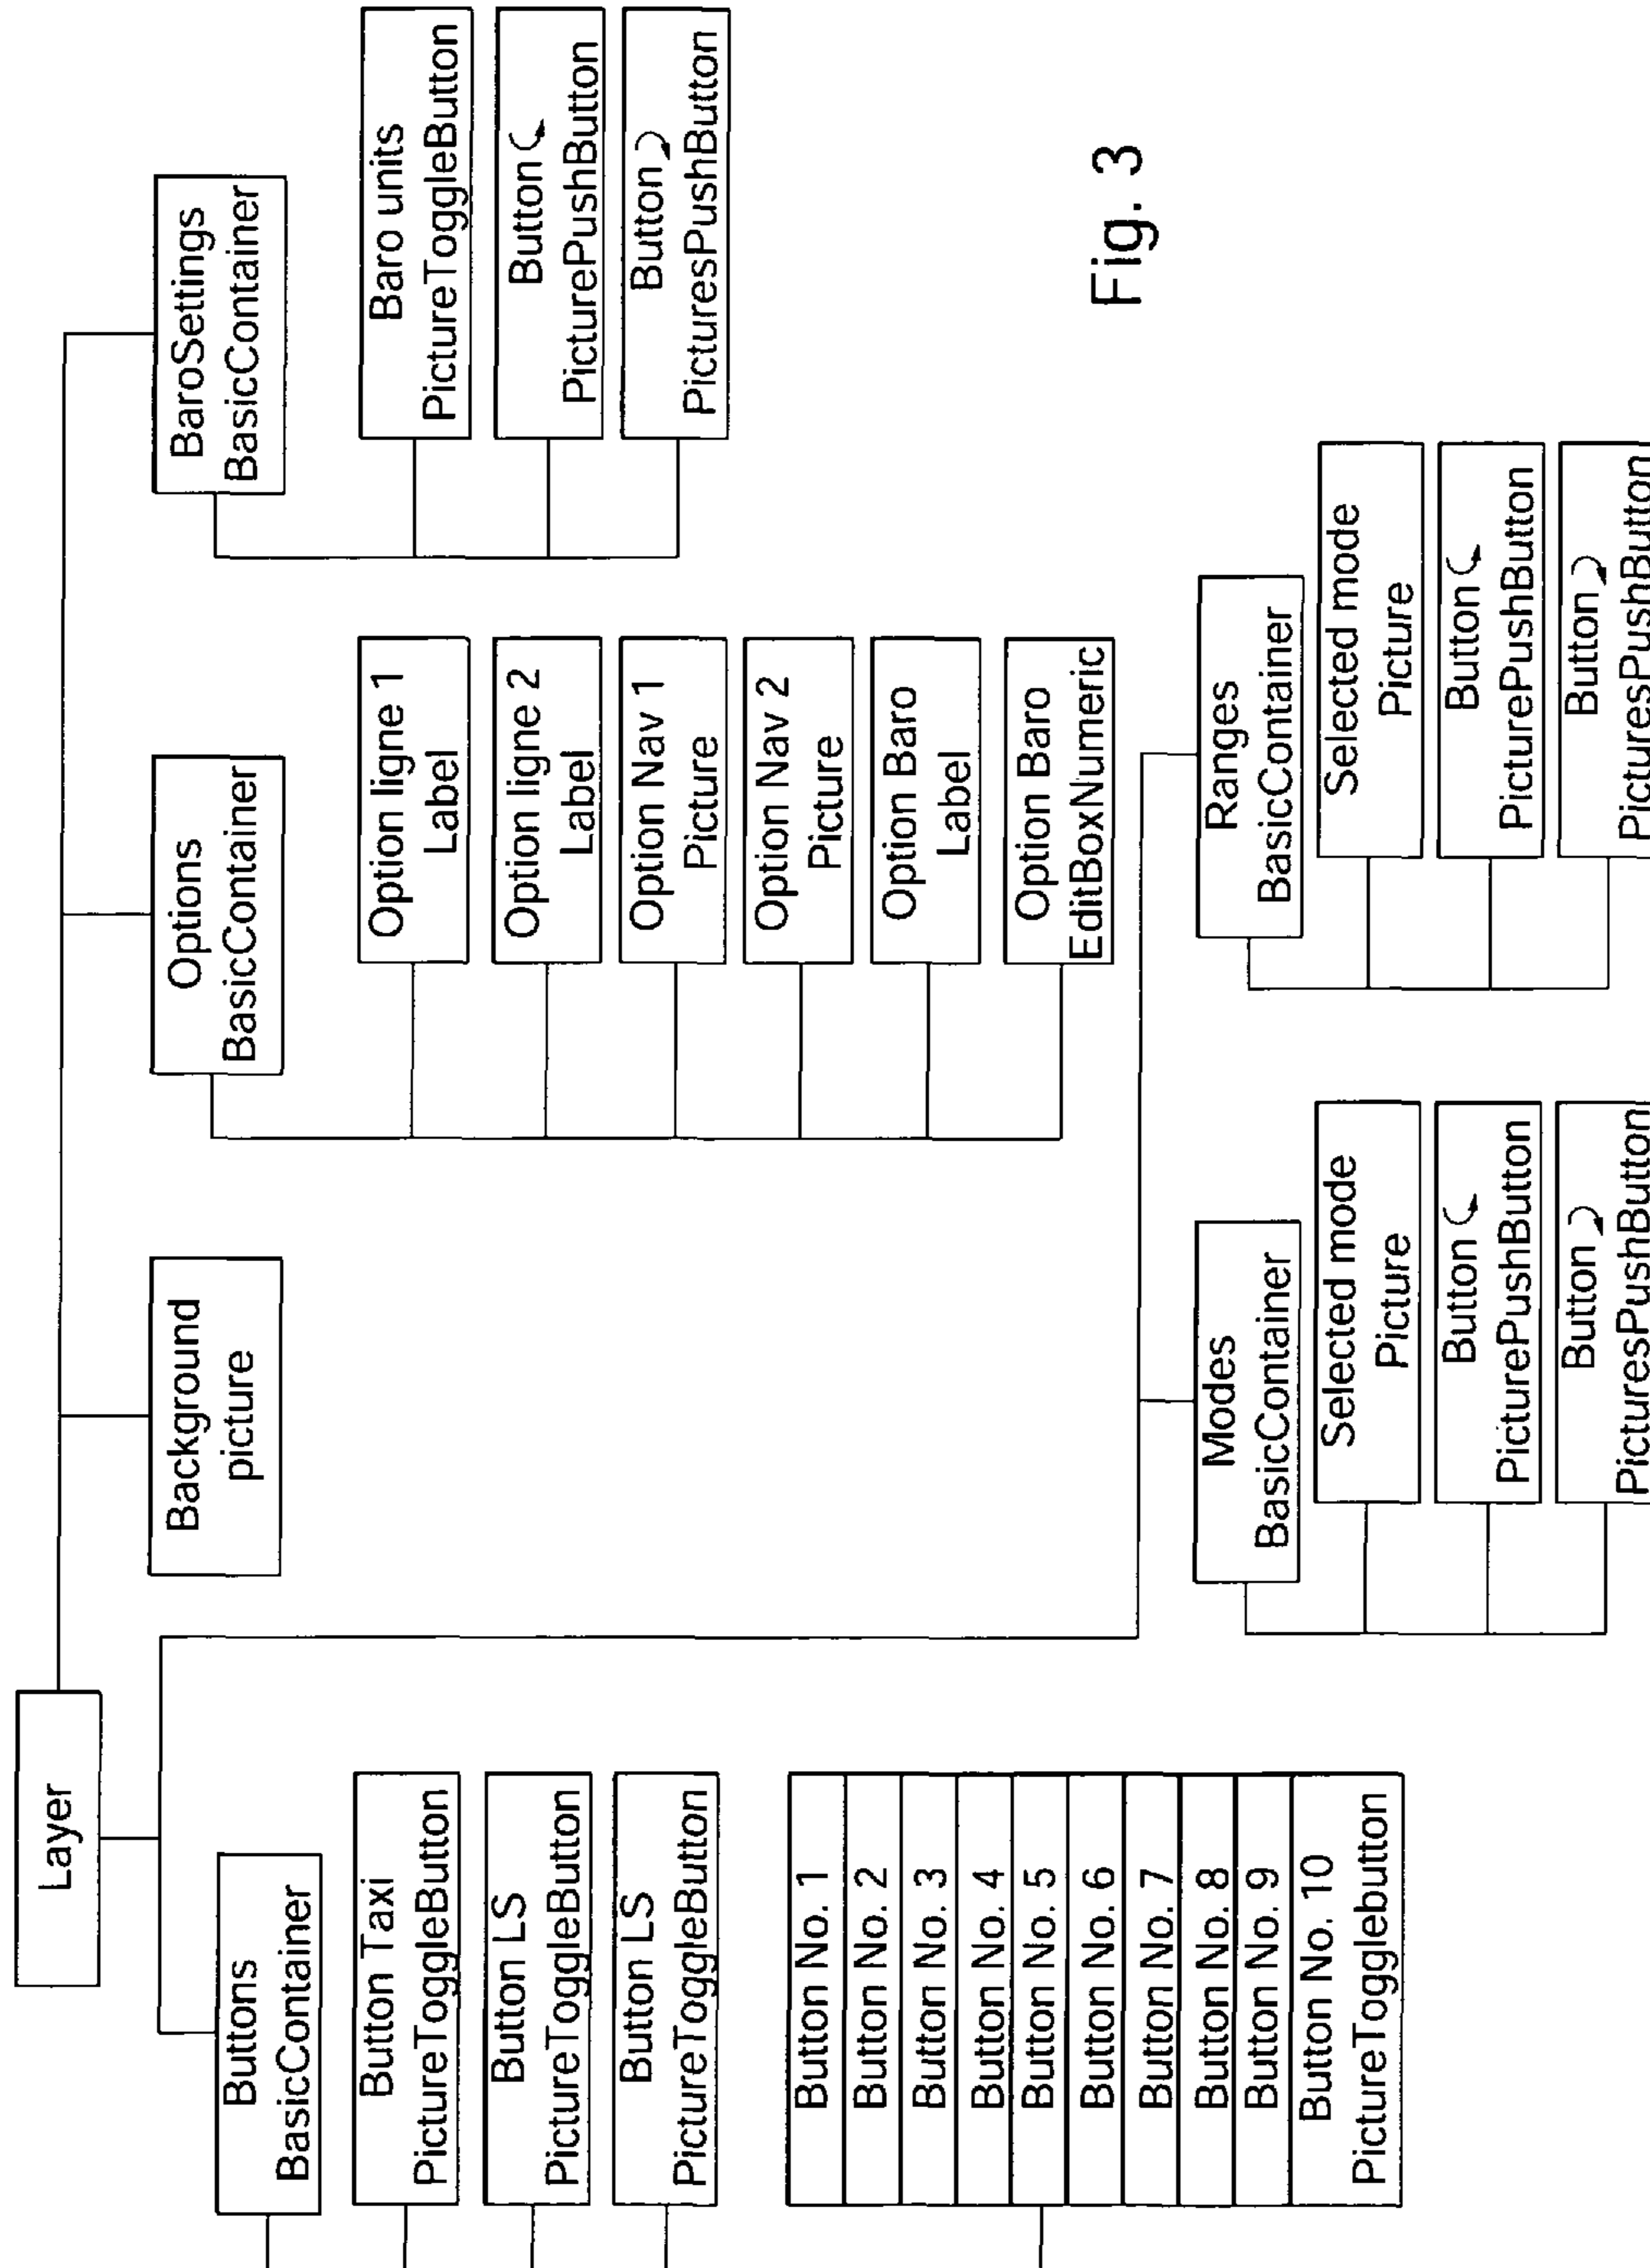 Layer
Buttons
BasicContainer
Button Taxi
PictureToggleButton
Button LS
PictureToggleButton
Button LS
PictureToggleButton
Button No. 1
Button No. 2
Button No. 3
Button No. 4
Button No. 5
Button No. 6
Button No. 7
Button No. 8
Button No. 9
Button No. 10
PictureTogglebutton
Background
picture
Options
BasicContainer
Option ligne 1
Label
Option ligne 2
Label
Option Nav 1
Picture
Option Nav 2
Picture
Option Baro
Label
Option Baro
EditBoxNumeric
BaroSettings
BasicContainer
Baro units
PictureToggleButton
Button
PicturePushButton
Button
PicturesPushButton
Modes
BasicContainer
Selected mode
Picture
Button
PicturePushButton
Button
PicturesPushButton
Ranges
BasicContainer
Selected mode
Picture
Button
PicturePushButton
Button
PicturesPushButton
Fig. 3